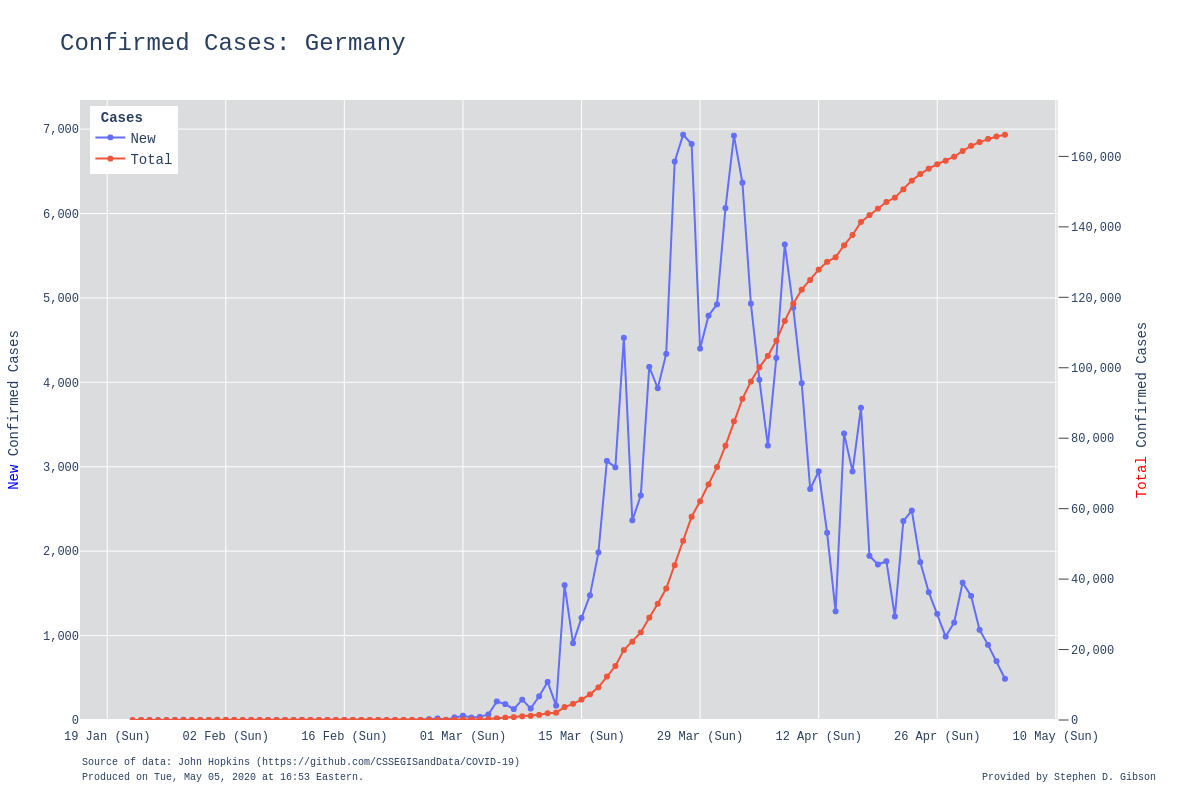 Confirmed Cases: Germany
Cases
New
Total
7,000
6,000
5,000
4,000
3,000
2,000
1,000
0
New Confirmed Cases
160,000
140,000
120,000
100,000
80,000
60,000
40,000
20,000
0
Total Confirmed Cases
19 Jan (Sun)
02 Feb (Sun)
16 Feb (Sun)
01 Mar (Sun)
15 Mar (Sun)
29 Mar (Sun)
12 Apr (Sun)
26 Apr (Sun)
10 May (Sun)
Source of data: John Hopkins (https://github.com/CSSEGISandData/COVID-19)
Produced on Tue, May 05, 2020 at 16:53 Eastern.
Provided by Stephen D. Gibson